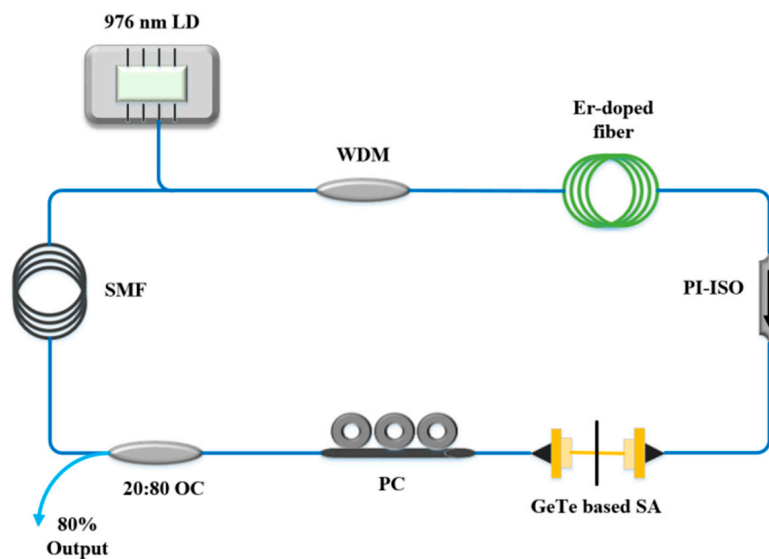 976 nm LD
Er-doped
fiber
WDM
SMF
PI-ISO
20:80 OC
PC
GeTe based SA
80%
Output